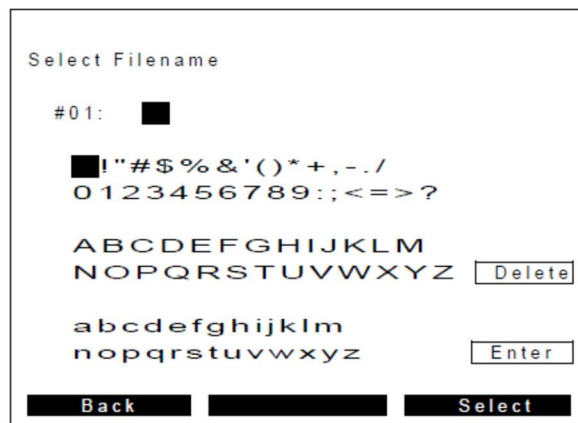 Select Filename
#01:
!"#$%&'()*+,-./
0123456789:;<=>?
ABCDEFGHIJKLM
NOPQRSTUVWXYZ Delete
abcdefghijklm
nopqrstuvwxyz Enter
Back Select